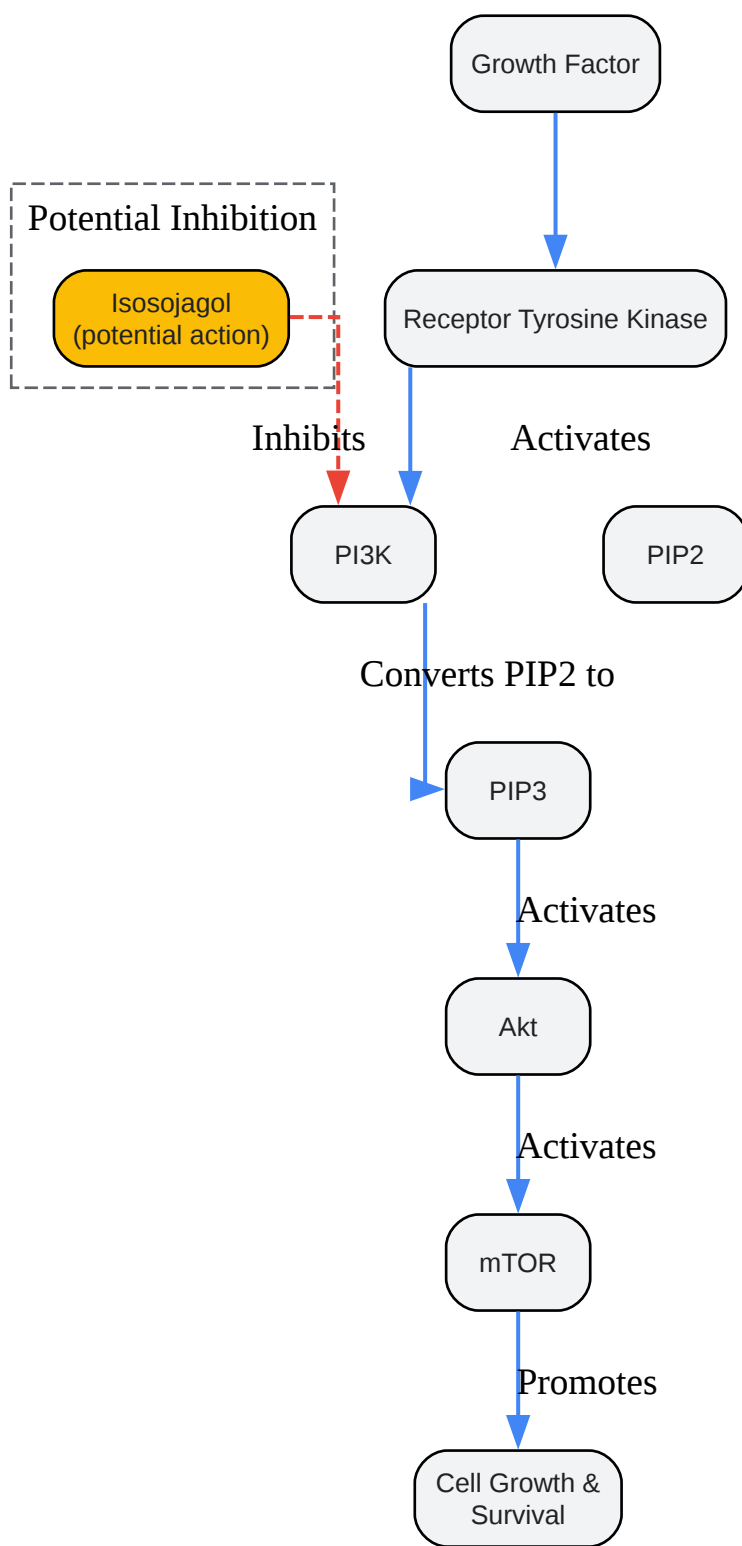 Growth Factor
Potential Inhibition
Isosojagol
(potential action)
Receptor Tyrosine Kinase
Inhibits
Activates
PI3K
PIP2
Converts PIP2 to
PIP3
Activates
Akt
Activates
mTOR
Promotes
Cell Growth &
Survival